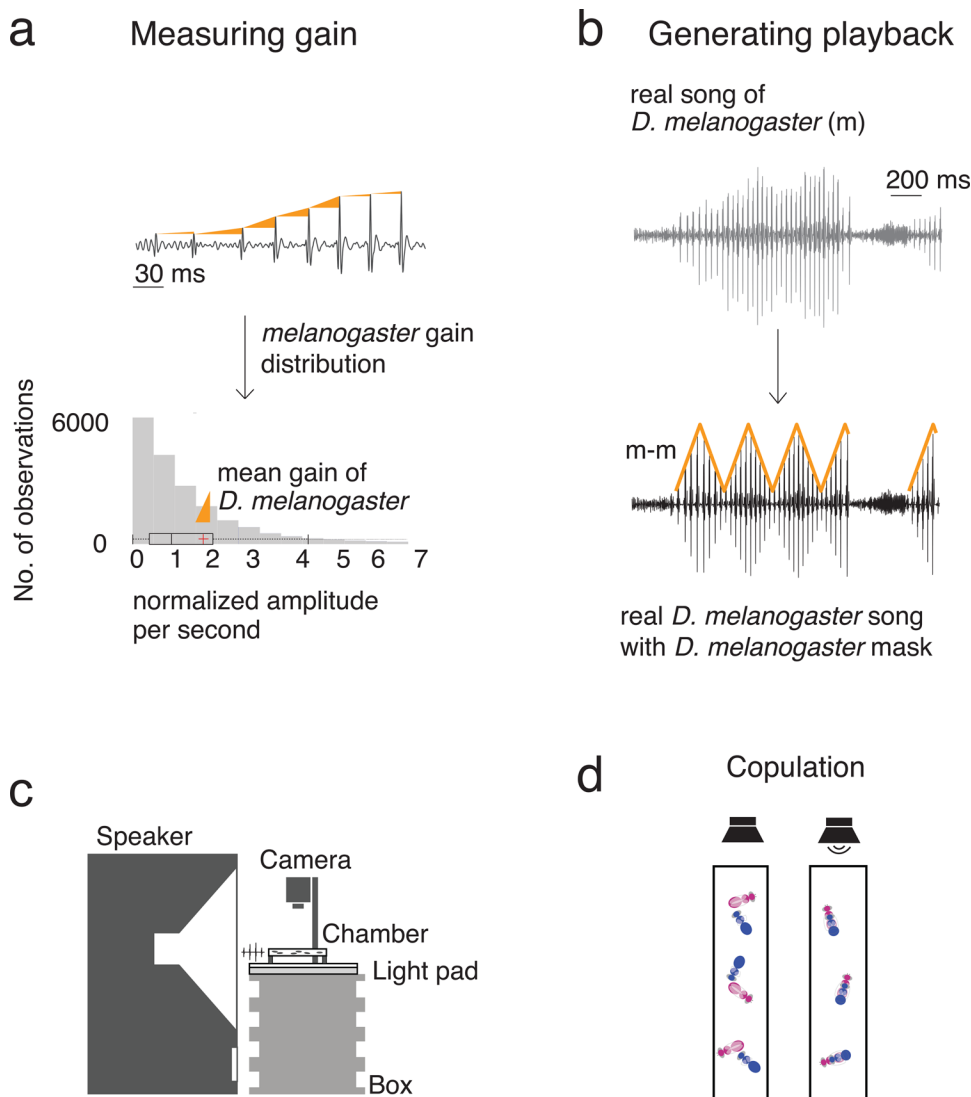 a
Measuring gain
30 ms
melanogaster gain
distribution
No. of observations
6000
0
mean gain of
D. melanogaster
0 1 2 3 4 5 6 7
normalized amplitude
per second
b
Generating playback
real song of
D. melanogaster (m)
200 ms
m-m
real D. melanogaster song
with D. melanogaster mask
c
Speaker
Camera
Chamber
Light pad
Box
d
Copulation